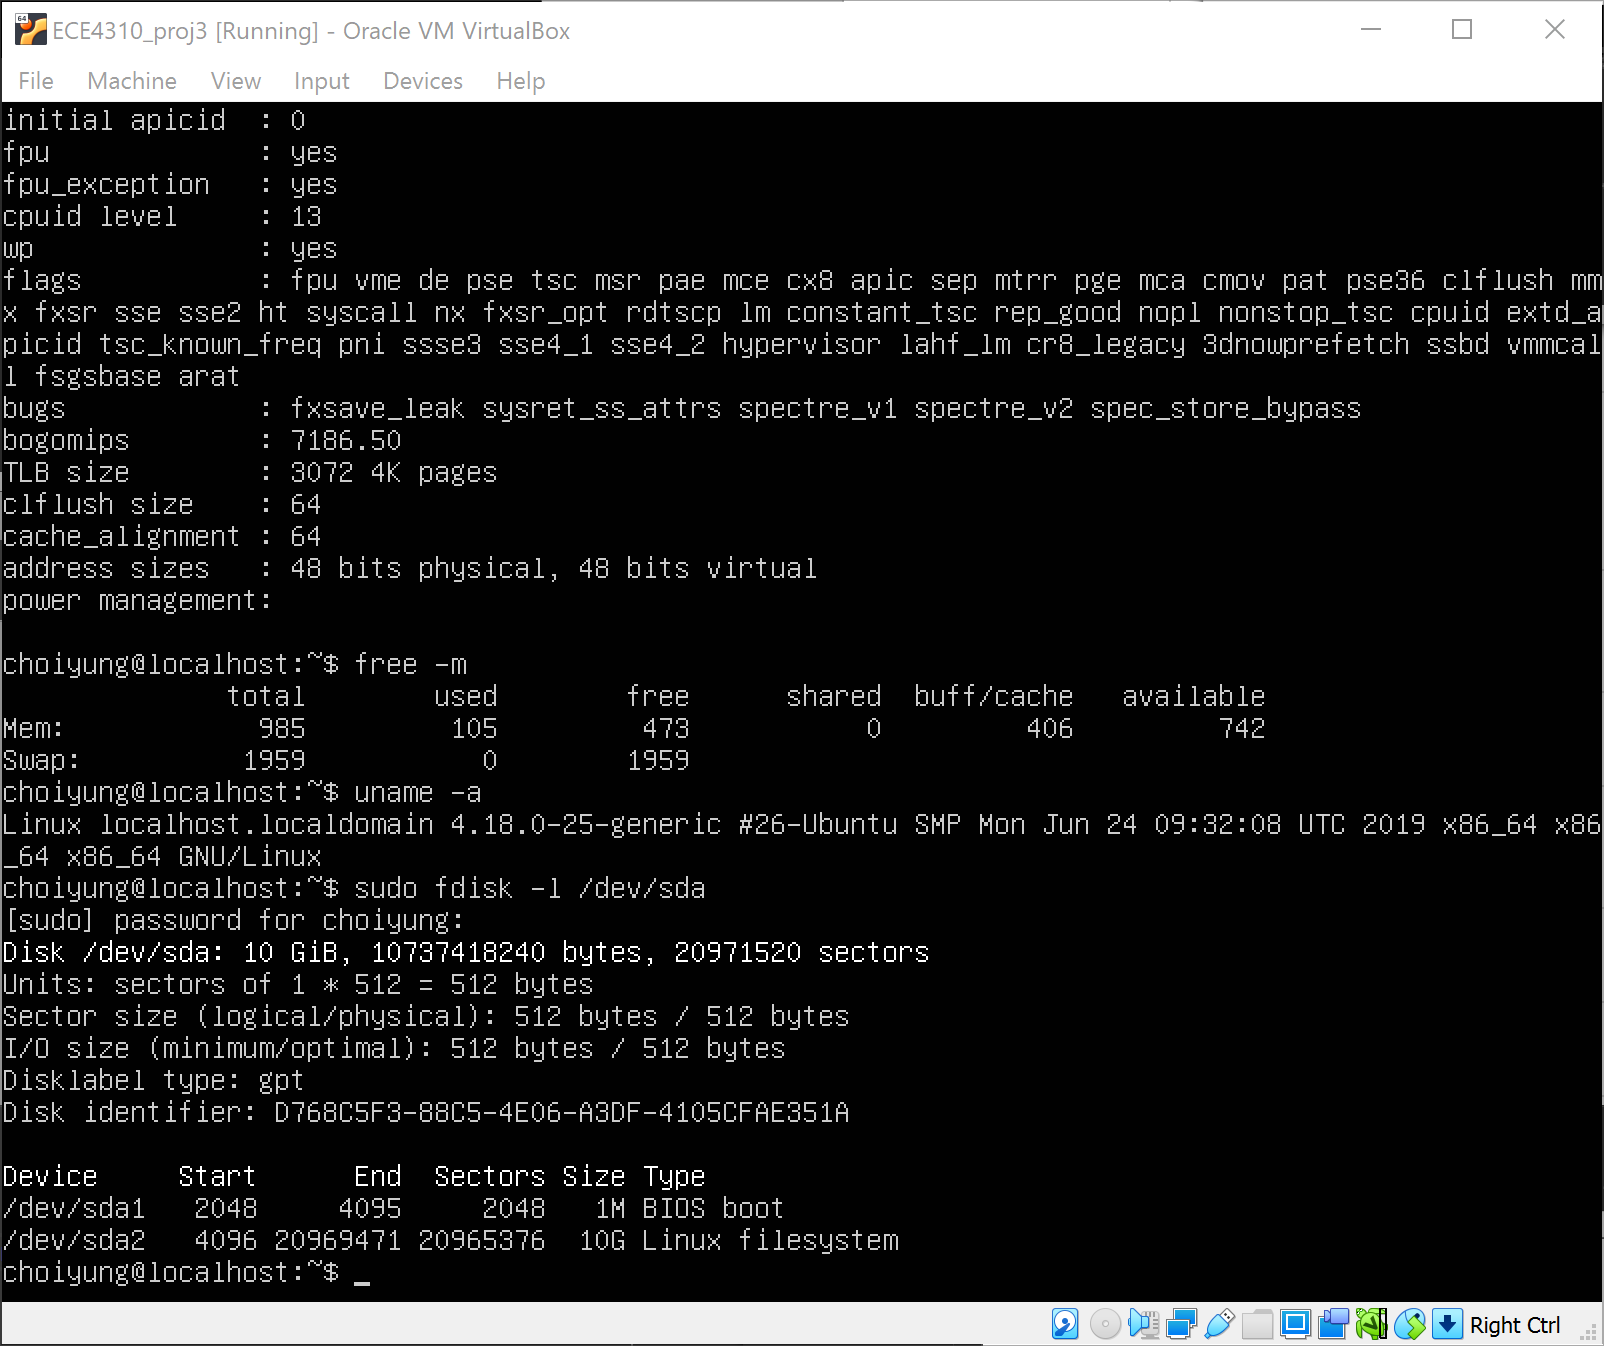 ECE4310_proj3 [Running] - Oracle VM VirtualBox
File Machine View Input Devices Help
initial apicid  : 0
fpu             : yes
fpu_exception   : yes
cpuid level     : 13
wp              : yes
flags           : fpu vme de pse tsc msr pae mce cx8 apic sep mtrr pge mca cmov pat pse36 clflush mm
x fxsr sse sse2 ht syscall nx fxsr_opt rdtscp lm constant_tsc rep_good nopl nonstop_tsc cpuid extd_a
picid tsc_known_freq pni ssse3 sse4_1 sse4_2 hypervisor lahf_lm cr8_legacy 3dnowprefetch ssbd vmmcal
l fsgsbase arat
bugs            : fxsave_leak sysret_ss_attrs spectre_v1 spectre_v2 spec_store_bypass
bogomips        : 7186.50
TLB size        : 3072 4K pages
clflush size    : 64
cache_alignment : 64
address sizes   : 48 bits physical, 48 bits virtual
power management:
choiyung@localhost:~$ free -m
              total        used        free      shared  buff/cache   available
Mem:            985         105         473           0         406         742
Swap:          1959           0        1959
choiyung@localhost:~$ uname -a
Linux localhost.localdomain 4.18.0-25-generic #26-Ubuntu SMP Mon Jun 24 09:32:08 UTC 2019 x86_64 x86
_64 x86_64 GNU/Linux
choiyung@localhost:~$ sudo fdisk -l /dev/sda
[sudo] password for choiyung:
Disk /dev/sda: 10 GiB, 10737418240 bytes, 20971520 sectors
Units: sectors of 1 * 512 = 512 bytes
Sector size (logical/physical): 512 bytes / 512 bytes
I/O size (minimum/optimal): 512 bytes / 512 bytes
Disklabel type: gpt
Disk identifier: D768C5F3-88C5-4E06-A3DF-4105CFAE351A
Device     Start      End  Sectors Size Type
/dev/sda1   2048     4095     2048   1M BIOS boot
/dev/sda2   4096 20969471 20965376  10G Linux filesystem
choiyung@localhost:~$ _
Right Ctrl